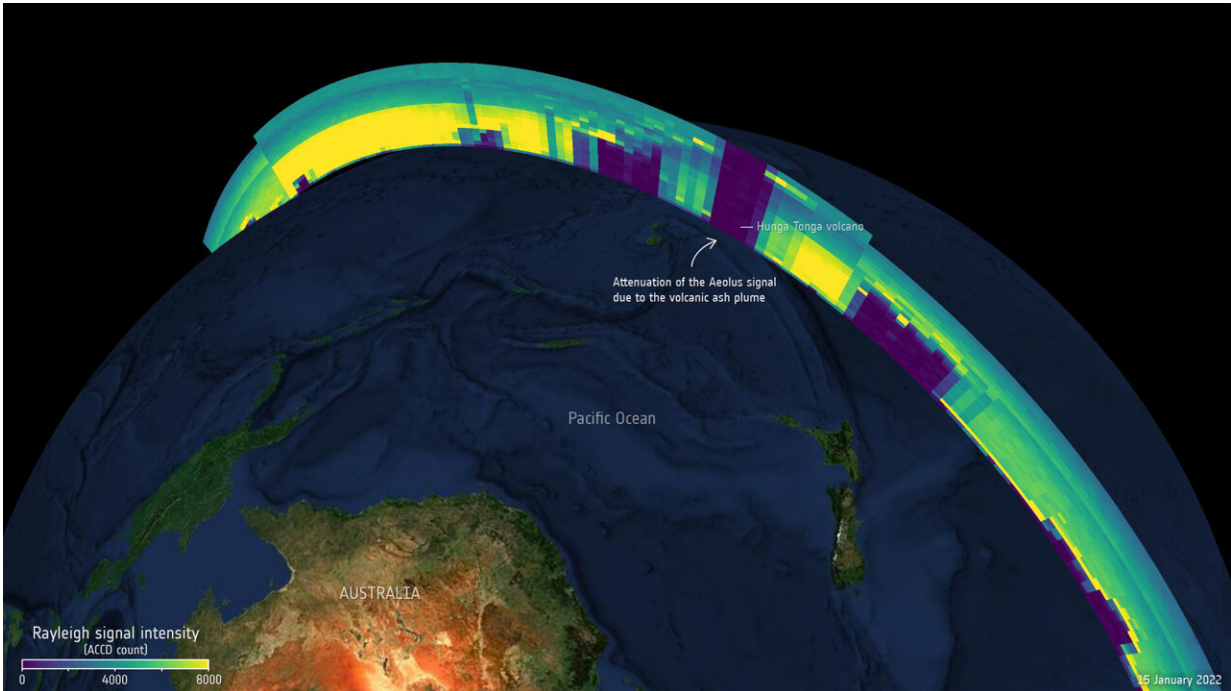 Hunga Tonga volcano
Attenuation of the Aeolus signal
due to the volcanic ash plume
Pacific Ocean
AUSTRALIA
Rayleigh signal intensity
[ACCD count]
0 4000 8000
15 January 2022